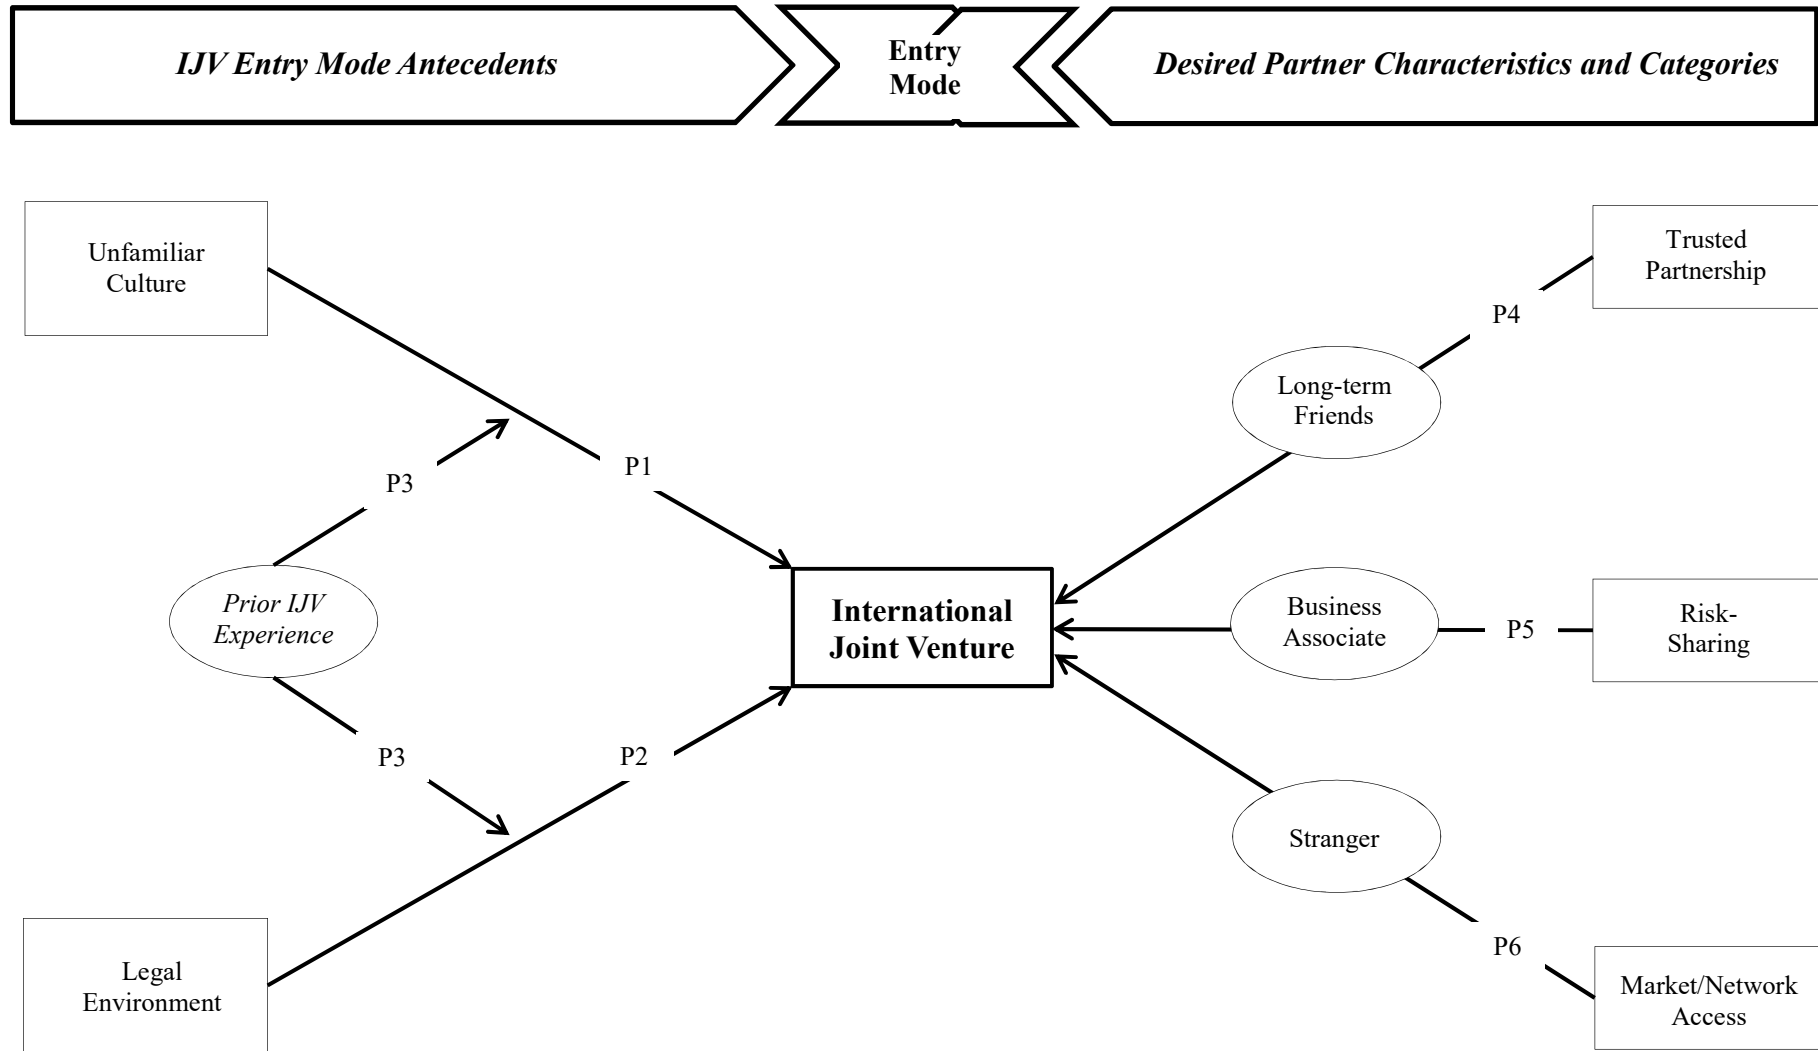 IJV Entry Mode Antecedents
Entry
Mode
Desired Partner Characteristics and Categories
Unfamiliar
Culture
Trusted
Partnership
P4
Long-term
Friends
P1
P3
Prior IJV
Experience
International
Joint Venture
Business
Associate
P5
Risk-
Sharing
P3
P2
Stranger
P6
Legal
Environment
Market/Network
Access